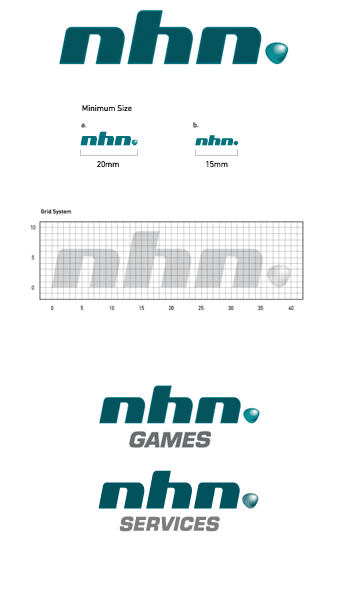 nhn.
Minimum Size
a.
b.
nhn.
nhn.
20mm
15mm
Grid System
10
5
0
nhn.
0 5 10 15 20 25 30 35 40
nhn.
GAMES
nhn.
SERVICES